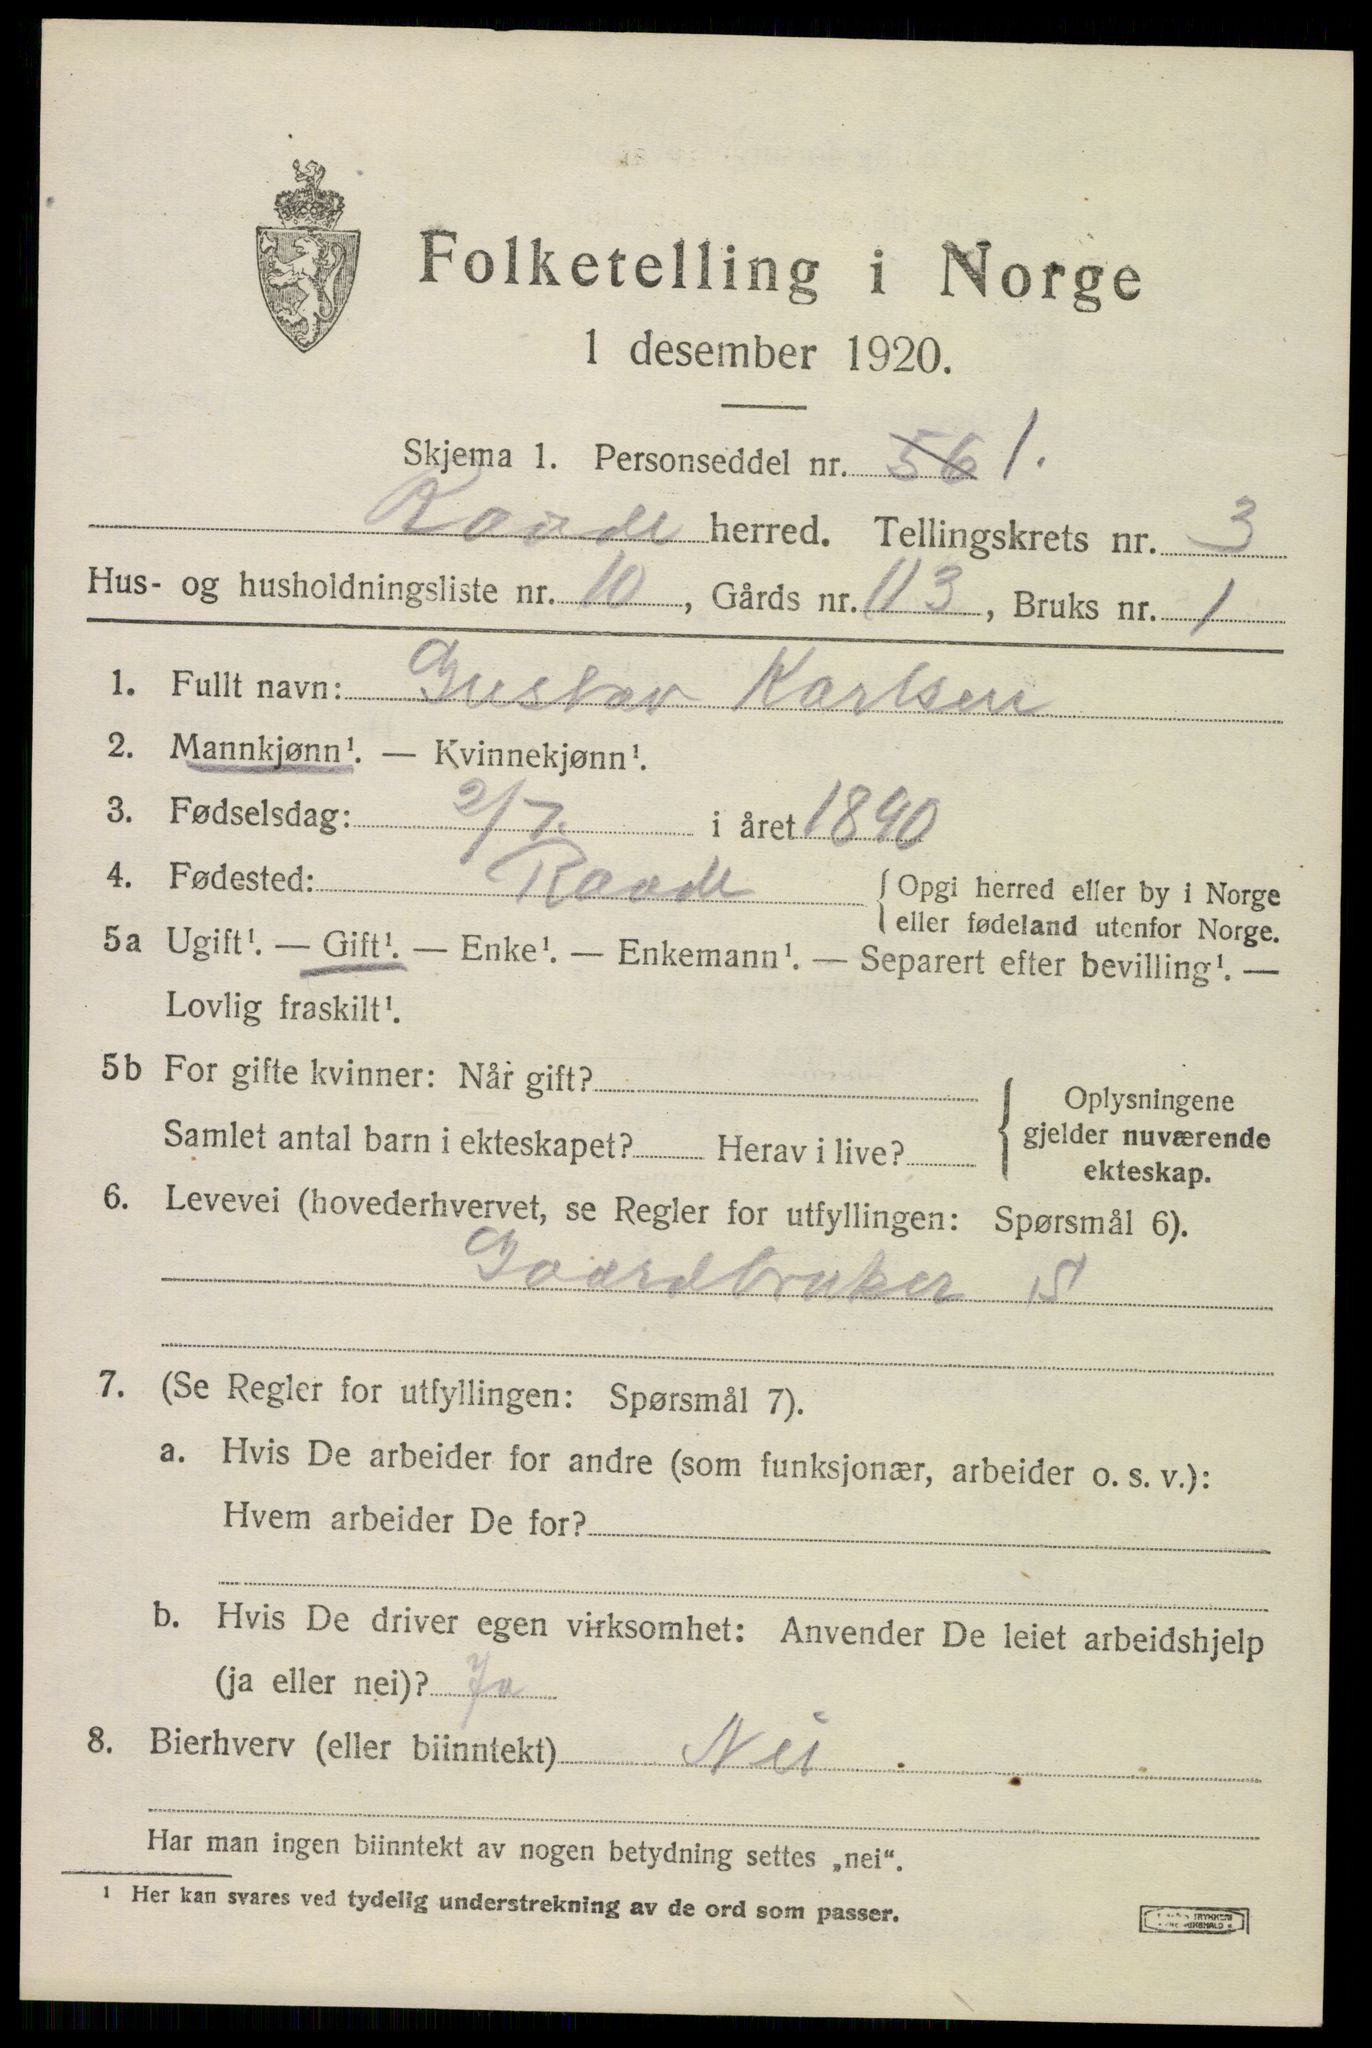 Folketelling i Norge
1 desember 1920.
Skjema 1. Personseddel nr. 56 1.
Raade herred. Tellingskrets nr. 3
Hus- og husholdningsliste nr. 10, Gårds nr. 113, Bruks nr. 1
1. Fullt navn: Gustav Karlsen
2. Mannkjønn¹. — Kvinnekjønn¹.
3. Fødselsdag: 2/7. i året 1890
4. Fødested: Raade { Opgi herred eller by i Norge
eller fødeland utenfor Norge.
5a Ugift¹. — Gift¹. — Enke¹. — Enkemann¹. — Separert efter bevilling¹. —
Lovlig fraskilt¹.
5b For gifte kvinner: Når gift?
Samlet antal barn i ekteskapet? Herav i live?
{ Oplysningene
gjelder nuværende
ekteskap.
6. Levevei (hovederhvervet, se Regler for utfyllingen: Spørsmål 6).
Gaardbruker S
7. (Se Regler for utfyllingen: Spørsmål 7).
a. Hvis De arbeider for andre (som funksjonær, arbeider o. s. v.):
Hvem arbeider De for?
b. Hvis De driver egen virksomhet: Anvender De leiet arbeidshjelp
(ja eller nei)? Ja
8. Bierhverv (eller biinntekt) Nei
Har man ingen biinntekt av nogen betydning settes „nei“.
¹ Her kan svares ved tydelig understrekning av de ord som passer.